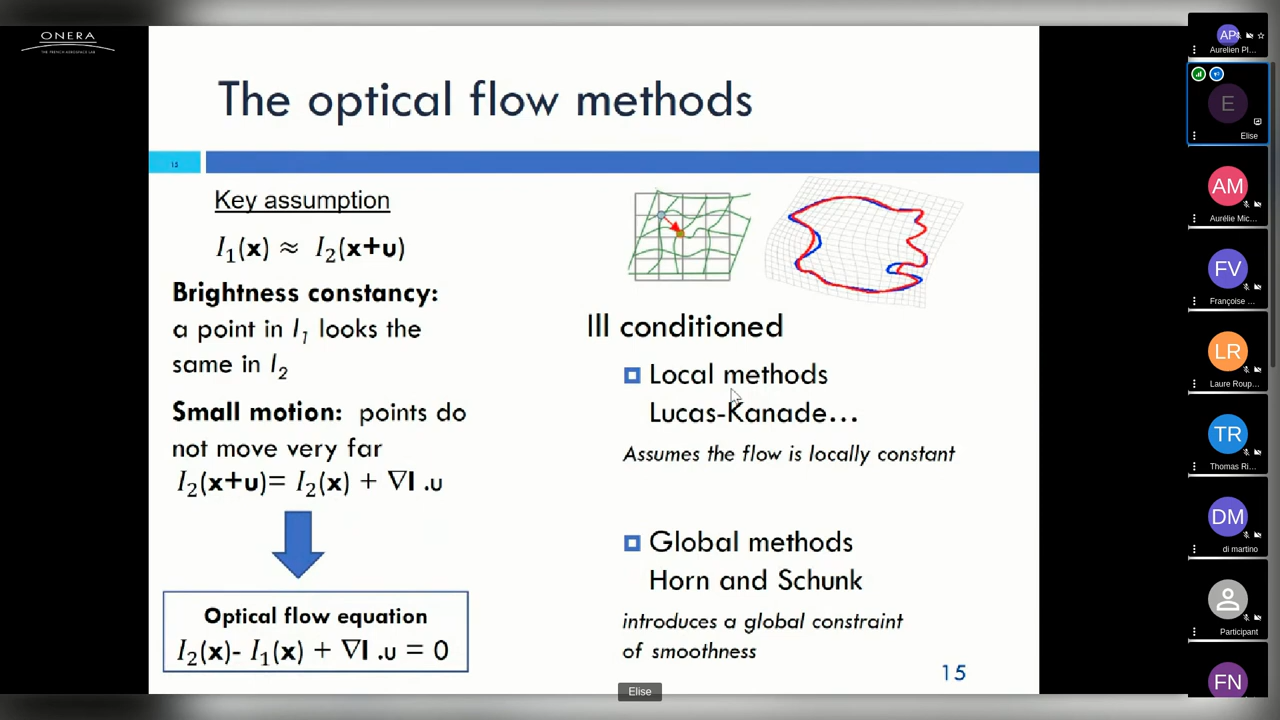 ONERA
THE FRENCH AEROSPACE LAB
The optical flow methods
15
Key assumption
I₁(x) ≈ I₂(x+u)
Brightness constancy:
a point in I₁ looks the
same in I₂
Small motion: points do
not move very far
I₂(x+u)= I₂(x) + ∇I .u
Optical flow equation
I₂(x)- I₁(x) + ∇I .u = 0
Ill conditioned
Local methods
Lucas-Kanade…
Assumes the flow is locally constant
Global methods
Horn and Schunk
introduces a global constraint
of smoothness
15
Elise
AP
Aurelien Pl...
E
Elise
AM
Aurélie Mic...
FV
Françoise ...
LR
Laure Roup...
TR
Thomas Ri...
DM
di martino
Participant
FN